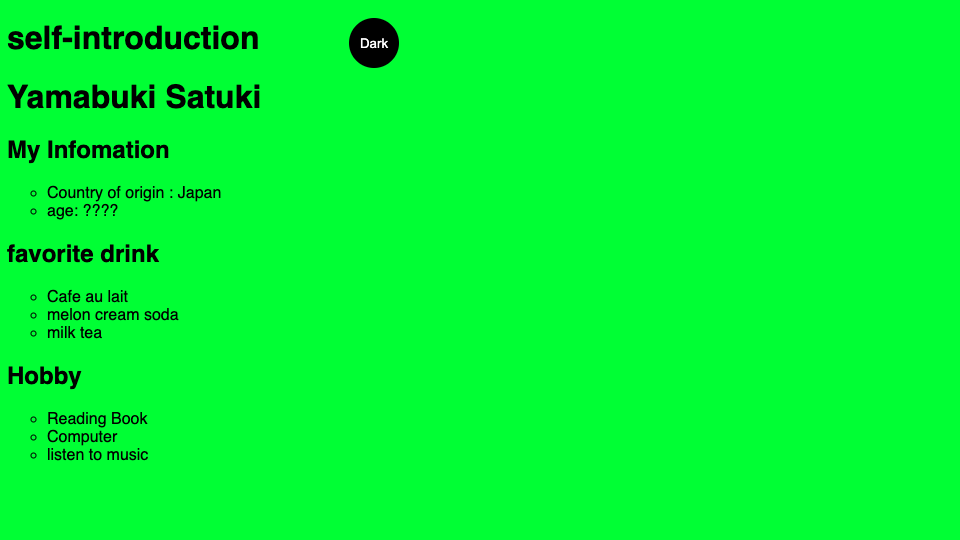 self-introduction
Dark
Yamabuki Satuki
My Infomation
Country of origin : Japan
age: ????
favorite drink
Cafe au lait
melon cream soda
milk tea
Hobby
Reading Book
Computer
listen to music